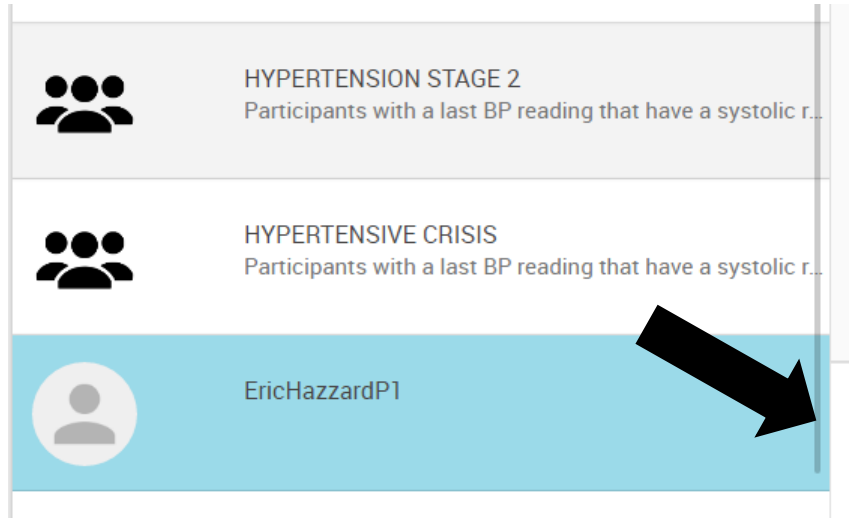 HYPERTENSION STAGE 2
Participants with a last BP reading that have a systolic r...
HYPERTENSIVE CRISIS
Participants with a last BP reading that have a systolic r...
EricHazzardP1